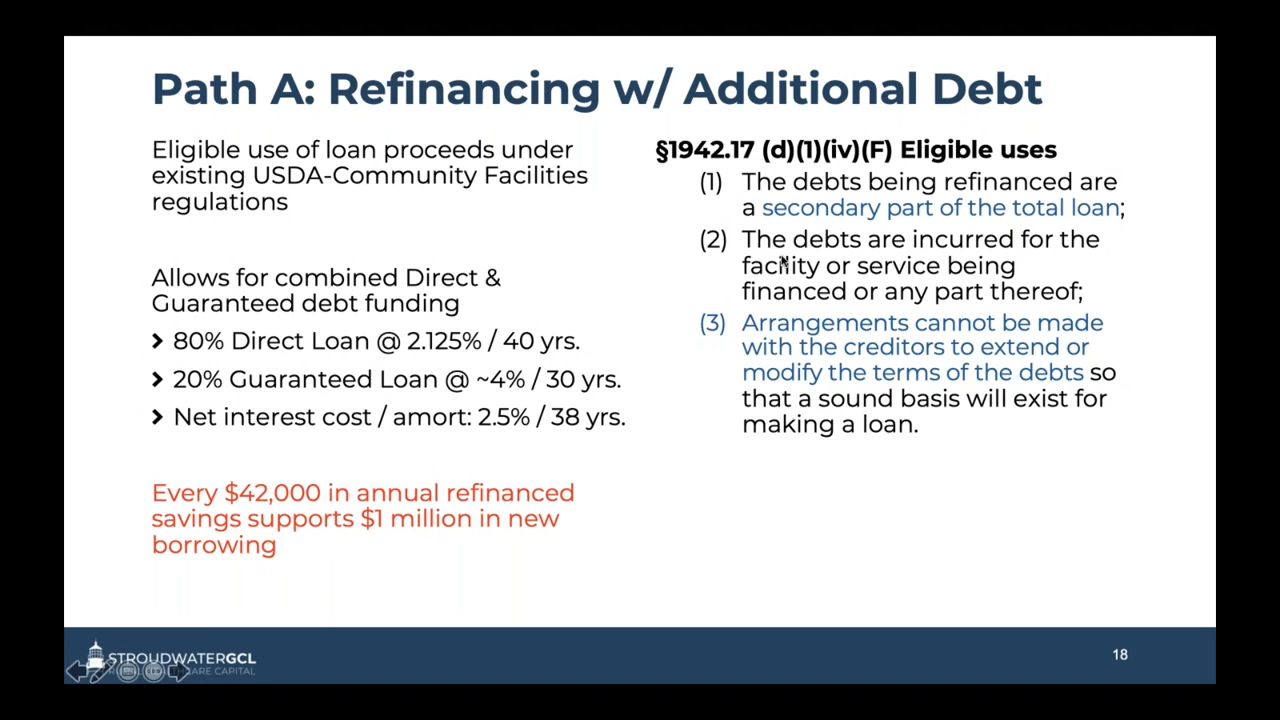 Path A: Refinancing w/ Additional Debt
Eligible use of loan proceeds under
existing USDA-Community Facilities
regulations
Allows for combined Direct &
Guaranteed debt funding
80% Direct Loan @ 2.125% / 40 yrs.
20% Guaranteed Loan @ ~4% / 30 yrs.
Net interest cost / amort: 2.5% / 38 yrs.
Every $42,000 in annual refinanced
savings supports $1 million in new
borrowing
§1942.17 (d)(1)(iv)(F) Eligible uses
(1) The debts being refinanced are
a secondary part of the total loan;
(2) The debts are incurred for the
facility or service being
financed or any part thereof;
(3) Arrangements cannot be made
with the creditors to extend or
modify the terms of the debts so
that a sound basis will exist for
making a loan.
STROUDWATERGCL
CAPITAL
18